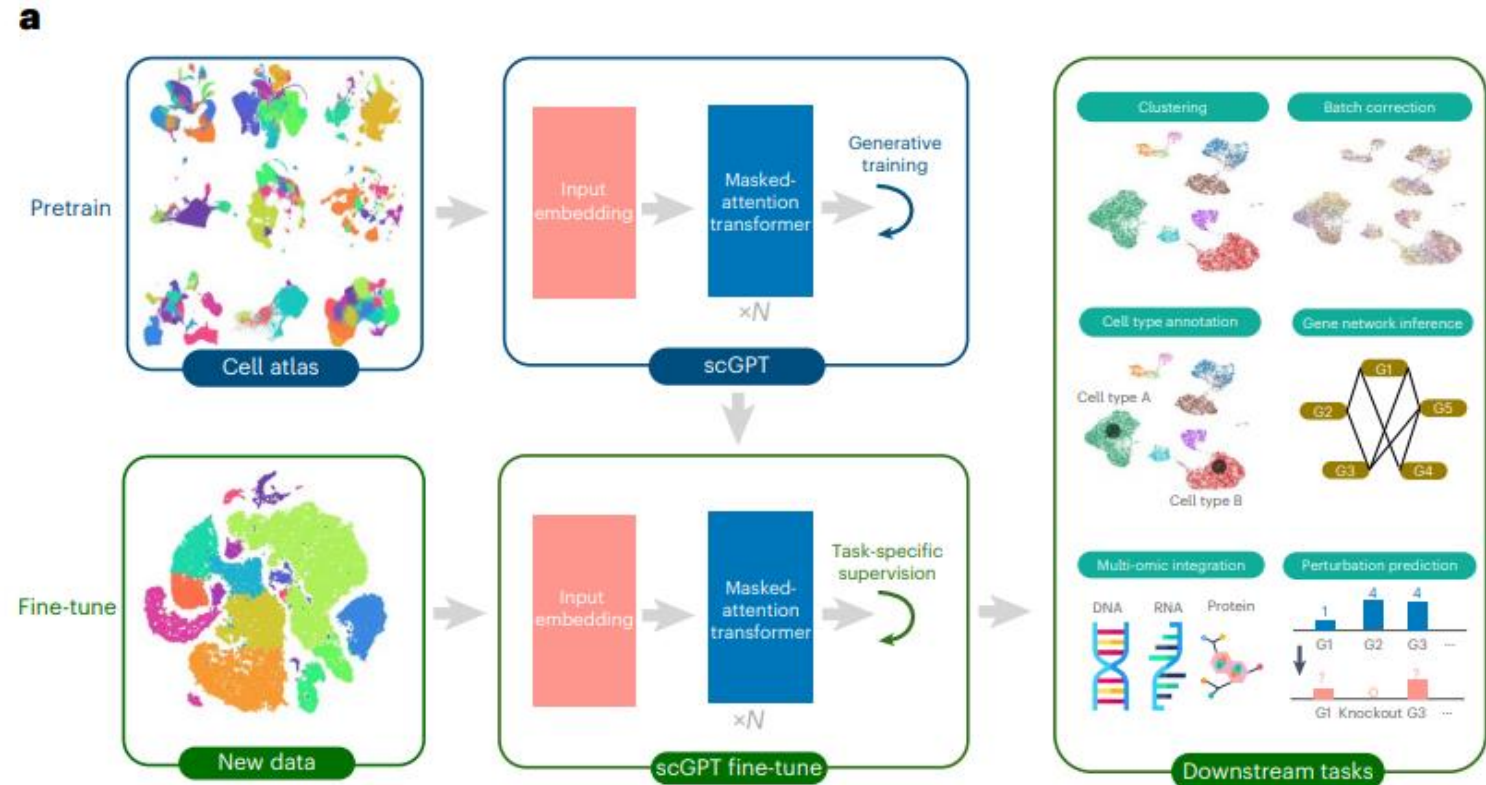 a
Pretrain
Cell atlas
Input
embedding
Masked-
attention
transformer
×N
Generative
training
scGPT
Fine-tune
New data
Input
embedding
Masked-
attention
transformer
×N
Task-specific
supervision
scGPT fine-tune
Clustering
Batch correction
Cell type annotation
Cell type A
Cell type B
Gene network inference
G1
G2
G5
G3
G4
Multi-omic integration
DNA RNA Protein
Perturbation prediction
1 4 4
G1 G2 G3 ...
? 0 ?
G1 Knockout G3 ...
Downstream tasks